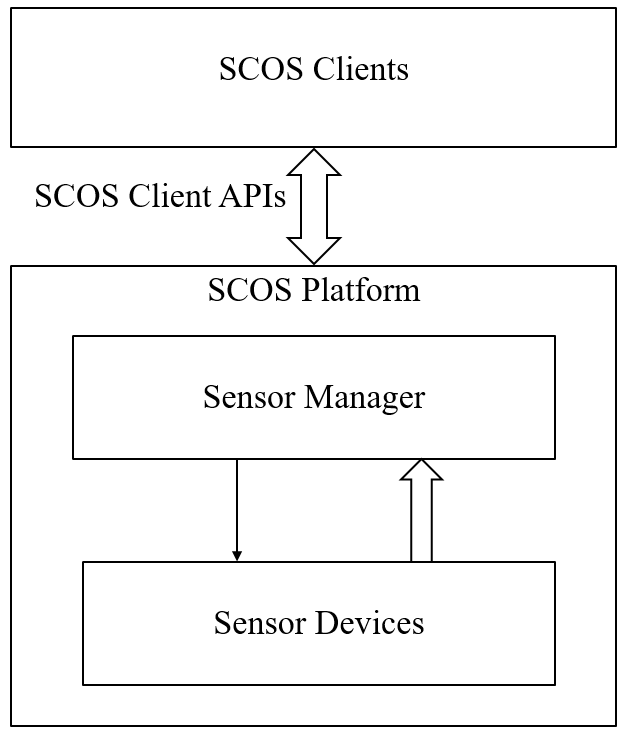 SCOS Clients
SCOS Client APIs
SCOS Platform
Sensor Manager
Sensor Devices